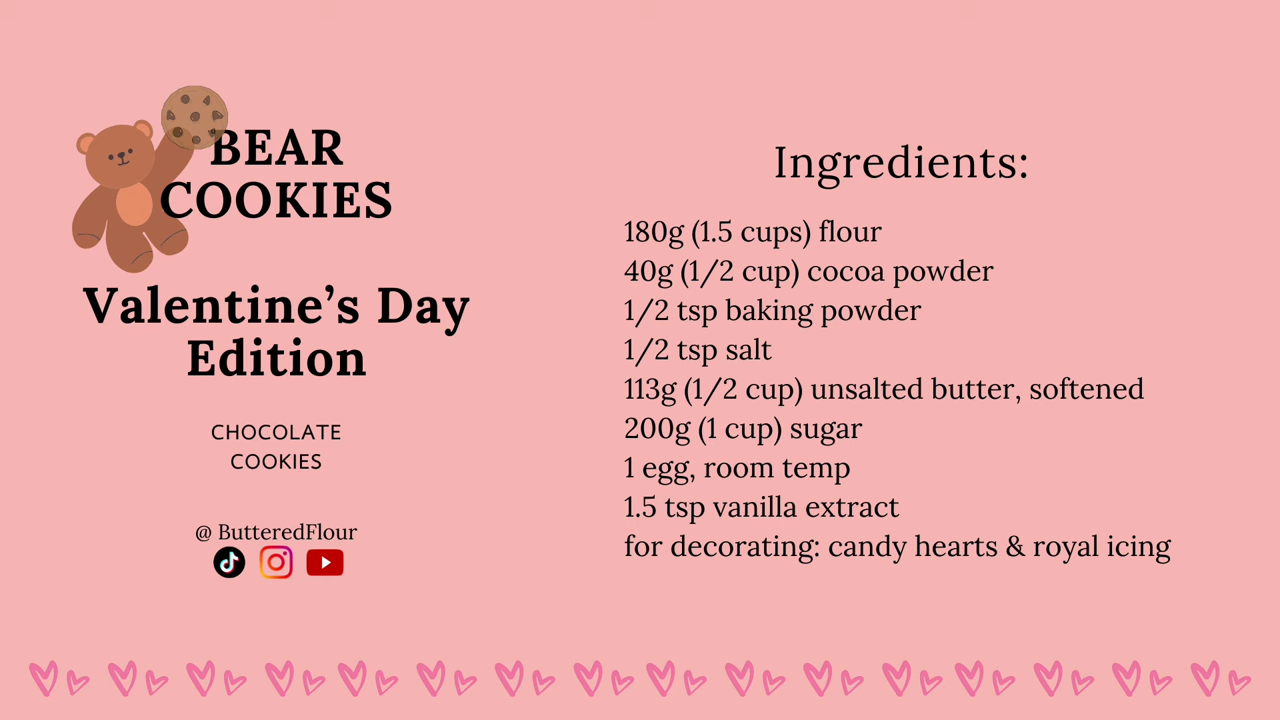 BEAR
COOKIES
Valentine’s Day
Edition
CHOCOLATE
COOKIES
@ ButteredFlour
Ingredients:
180g (1.5 cups) flour
40g (1/2 cup) cocoa powder
1/2 tsp baking powder
1/2 tsp salt
113g (1/2 cup) unsalted butter, softened
200g (1 cup) sugar
1 egg, room temp
1.5 tsp vanilla extract
for decorating: candy hearts & royal icing